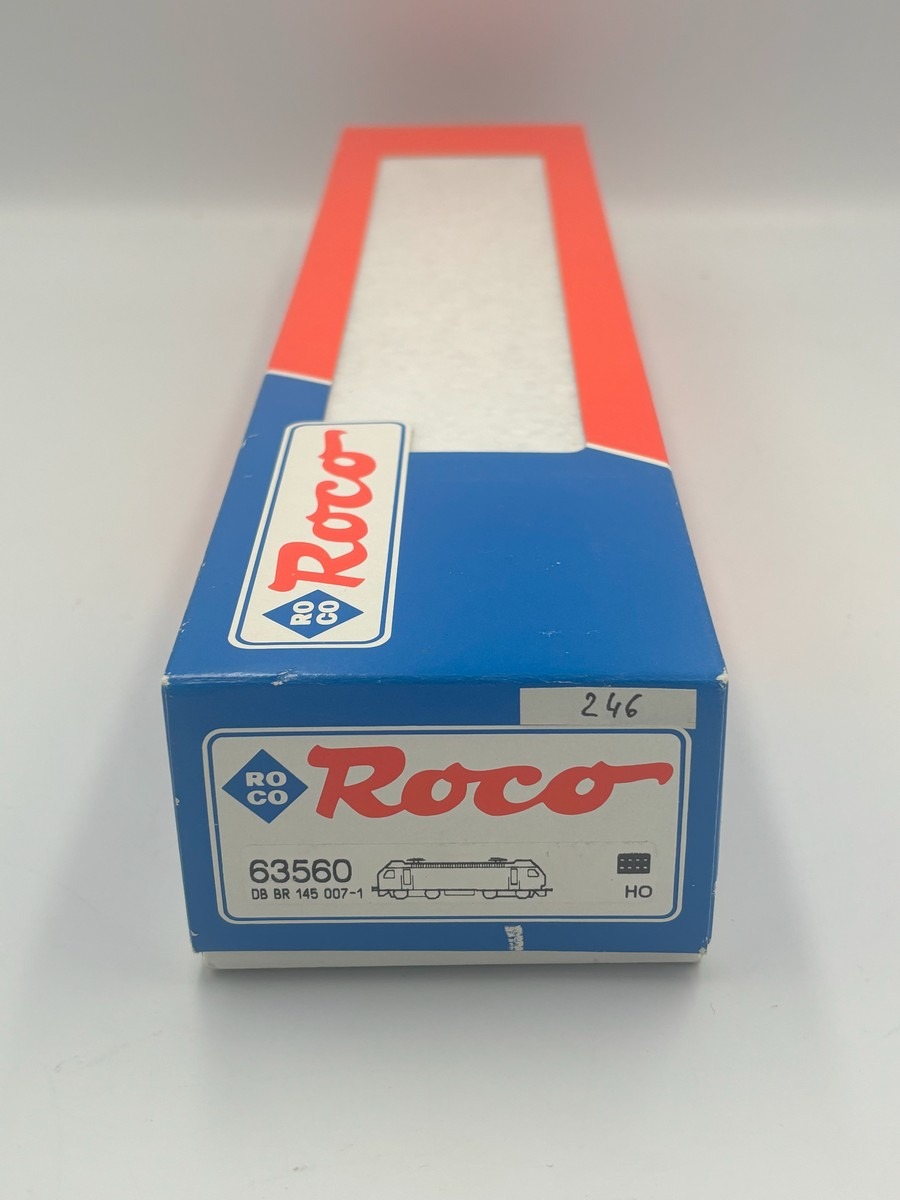 Roco
RO
CO
246
RO
CO
Roco
63560
DB BR 145 007-1
HO